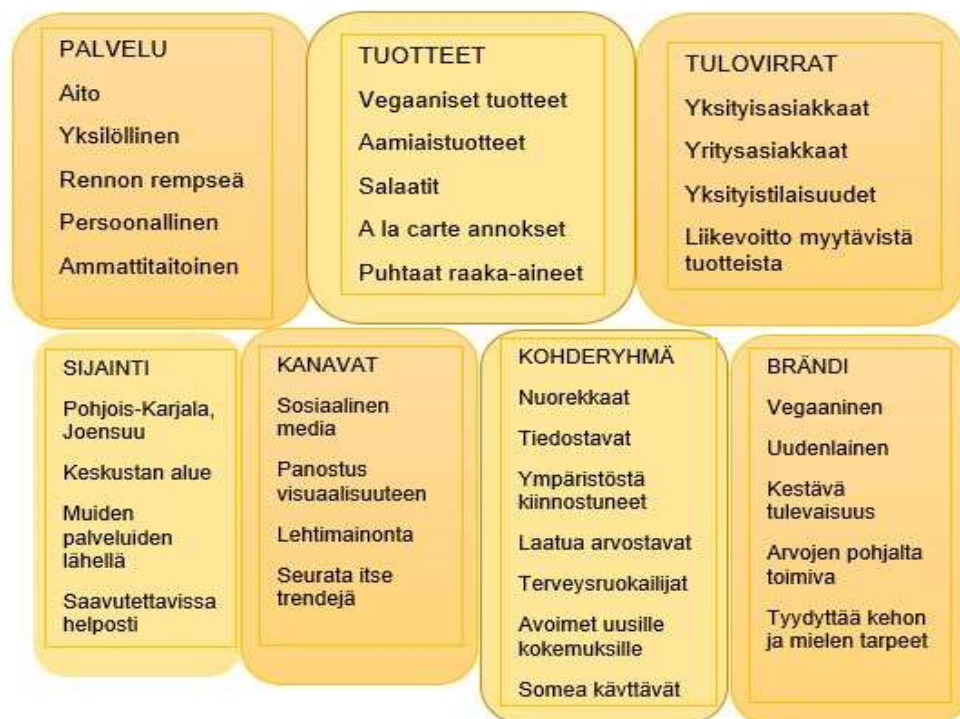 PALVELU
Aito
Yksilöllinen
Rennon rempseä
Persoonallinen
Ammattitaitoinen
TUOTTEET
Vegaaniset tuotteet
Aamiaistuotteet
Salaatit
A la carte annokset
Puhtaat raaka-aineet
TULOVIRRAT
Yksityisasiakkaat
Yritysasiakkaat
Yksityistilaisuudet
Liikevoitto myytävistä
tuotteista
SIJAINTI
Pohjois-Karjala,
Joensuu
Keskustan alue
Muiden
palveluiden
lähellä
Saavutettavissa
helposti
KANAVAT
Sosiaalinen
media
Panostus
visuaalisuuteen
Lehtimainonta
Seurata itse
trendejä
KOHDERYHMÄ
Nuorekkaat
Tiedostavat
Ympäristöstä
kiinnostuneet
Laatua arvostavat
Terveysruokailijat
Avoimet uusille
kokemuksille
Somea käyttävät
BRÄNDI
Vegaaninen
Uudenlainen
Kestävä
tulevaisuus
Arvojen pohjalta
toimiva
Tyydyttää kehon
ja mielen tarpeet